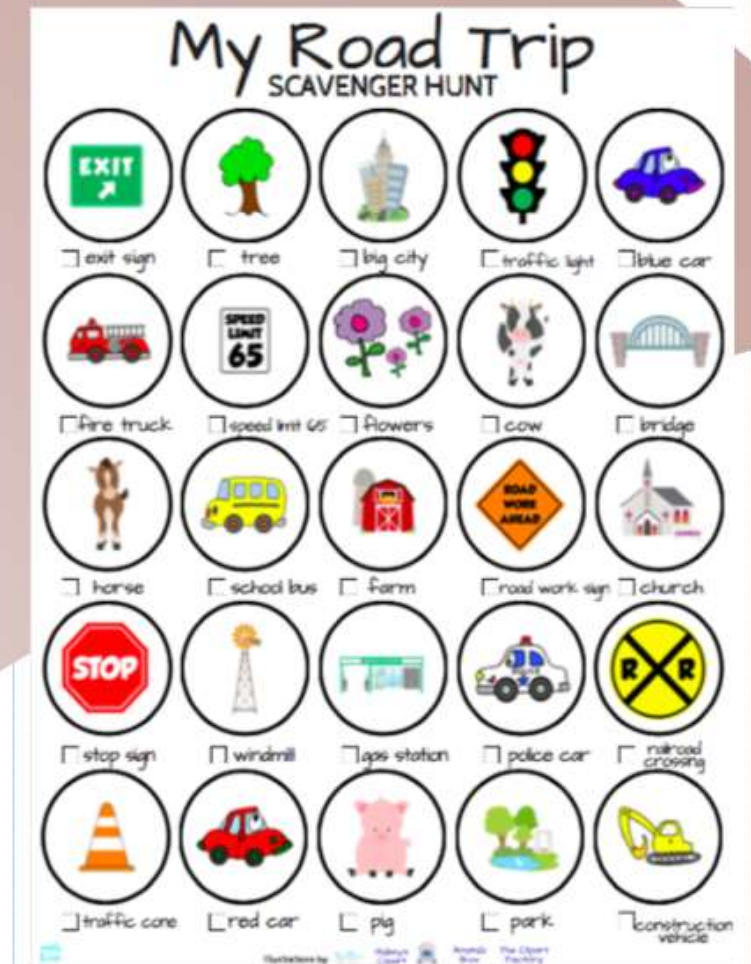 My Road Trip
SCAVENGER HUNT
EXIT
exit sign
tree
big city
traffic light
blue car
SPEED
LIMIT
65
fire truck
speed limit 65
flowers
cow
bridge
ROAD
WORK
AHEAD
horse
school bus
farm
road work sign
church
STOP
R R
stop sign
windmill
gas station
police car
railroad
crossing
traffic cone
red car
pig
park
construction
vehicle
Illustrations by